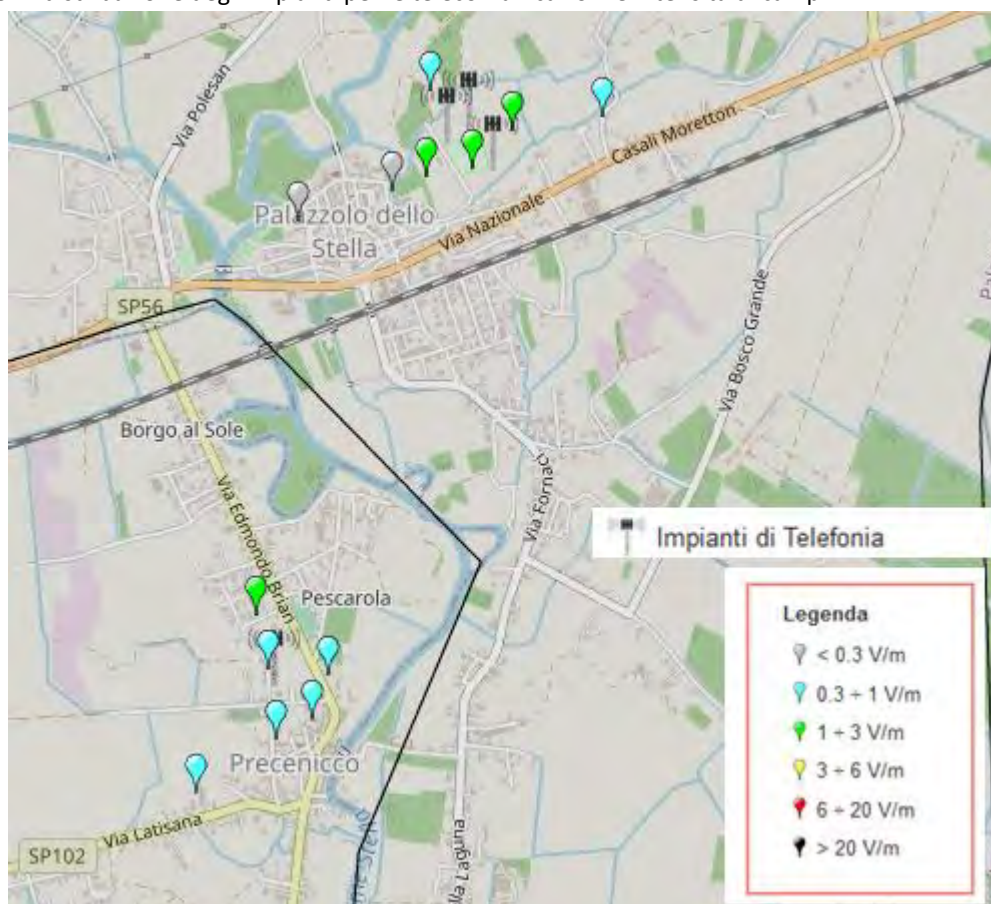 Via Polesan
Casali Moretton
Palazzolo dello
Stella
Via Nazionale
SP56
Via Bosco Grande
Borgo al Sole
Via Edmondo Brian
Via Fornaci
Impianti di Telefonia
Pescarola
Legenda
< 0.3 V/m
0.3 ÷ 1 V/m
1 ÷ 3 V/m
3 ÷ 6 V/m
6 ÷ 20 V/m
> 20 V/m
Precenicco
Via Latisana
SP102